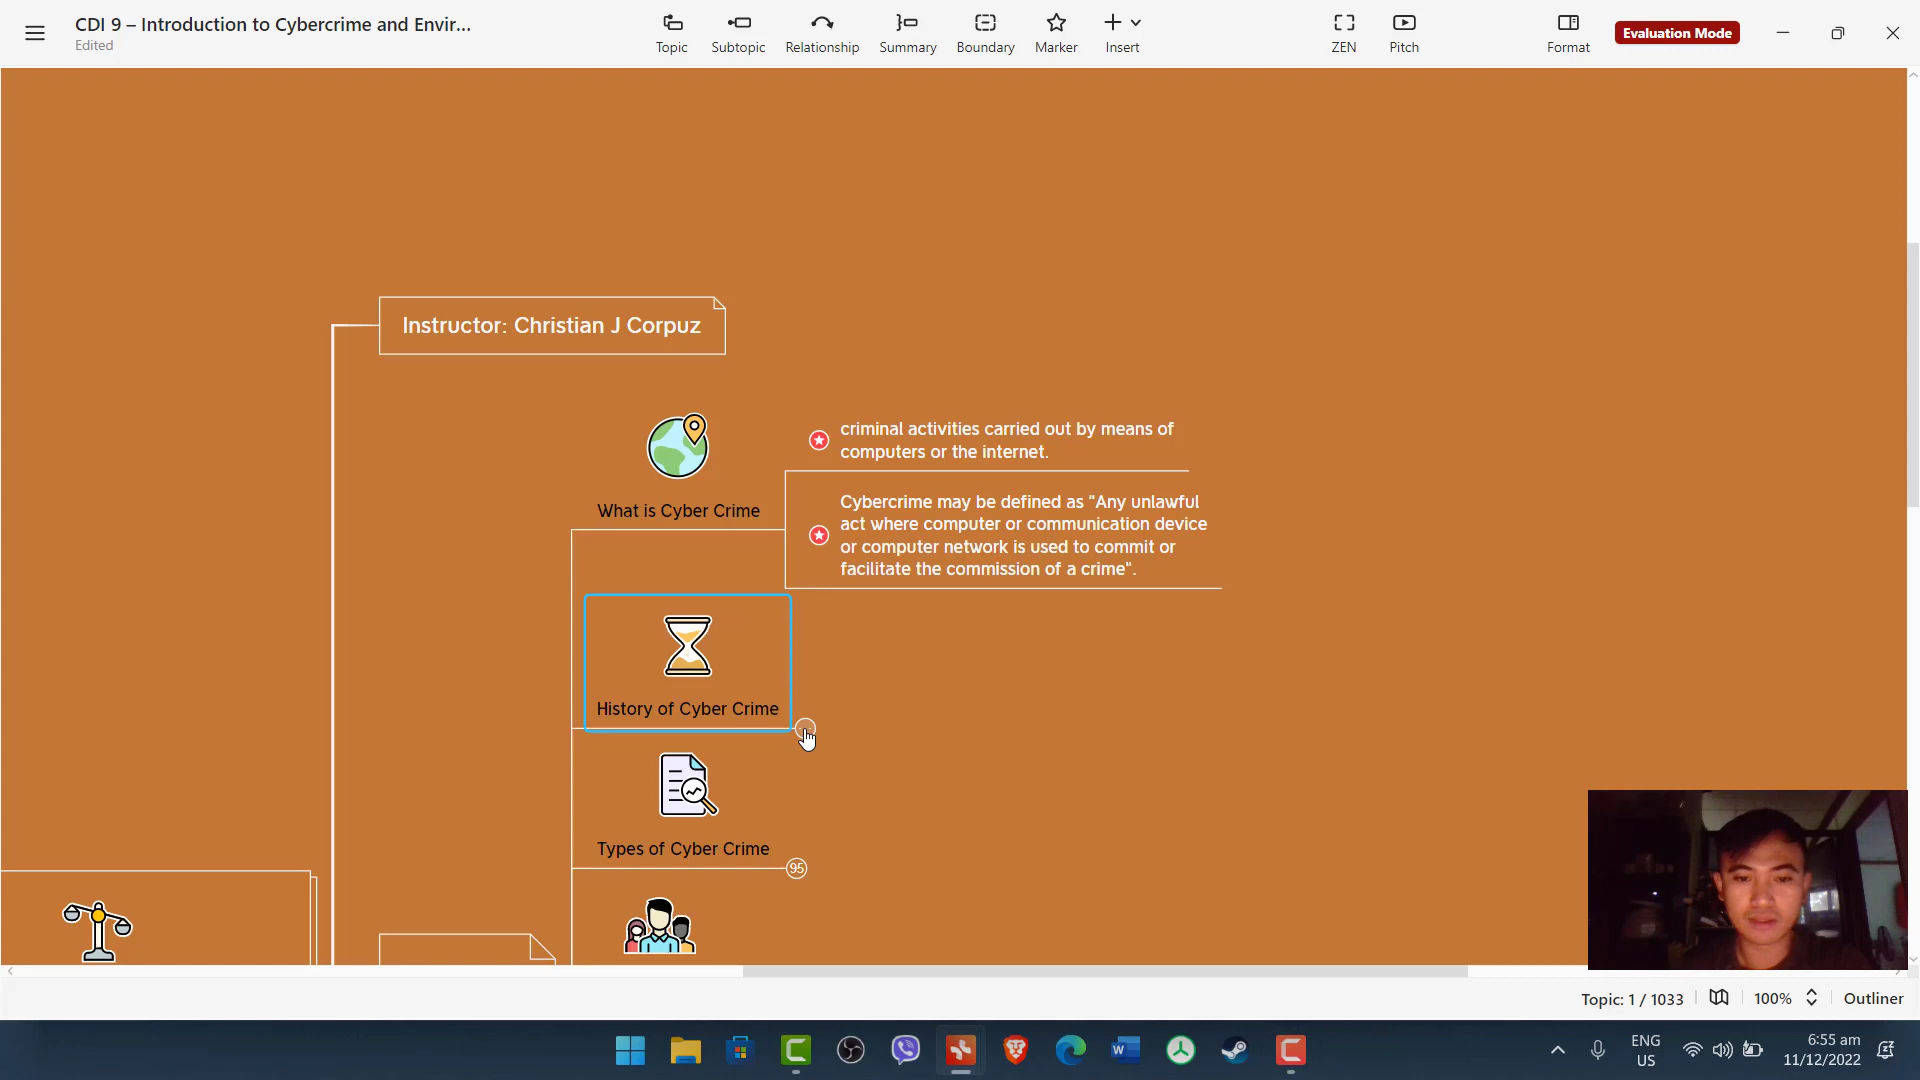 CDI 9 – Introduction to Cybercrime and Envir...
Edited
Topic
Subtopic
Relationship
Summary
Boundary
Marker
Insert
ZEN
Pitch
Format
Evaluation Mode
Instructor: Christian J Corpuz
What is Cyber Crime
criminal activities carried out by means of
computers or the internet.
Cybercrime may be defined as "Any unlawful
act where computer or communication device
or computer network is used to commit or
facilitate the commission of a crime".
History of Cyber Crime
Types of Cyber Crime
95
Topic: 1 / 1033
100%
Outliner
ENG
US
6:55 am
11/12/2022